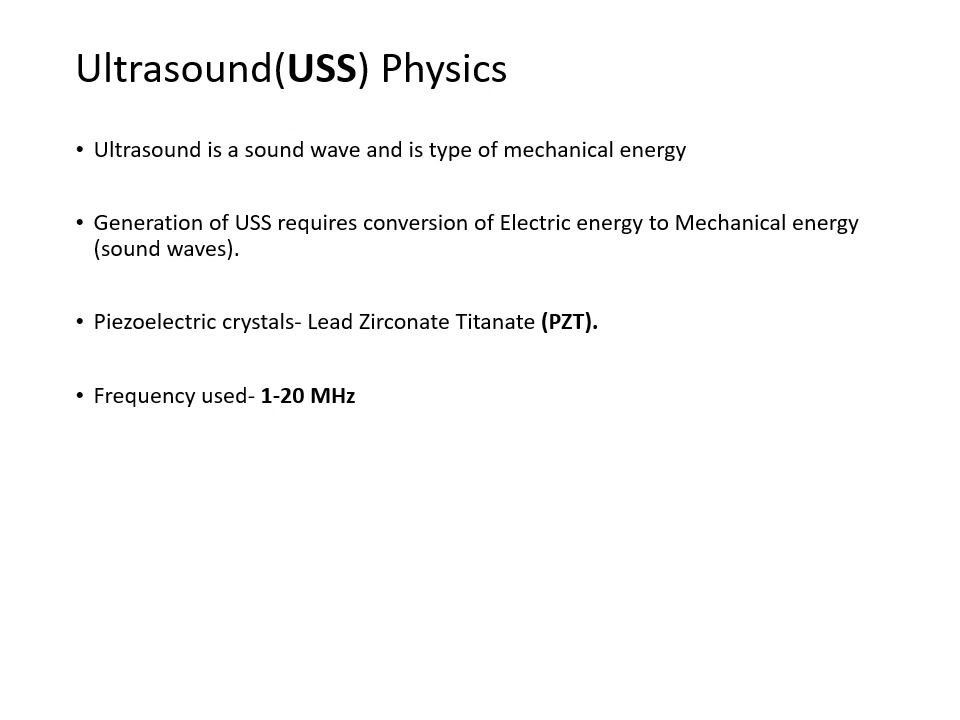 Ultrasound(USS) Physics
• Ultrasound is a sound wave and is type of mechanical energy
• Generation of USS requires conversion of Electric energy to Mechanical energy
(sound waves).
• Piezoelectric crystals- Lead Zirconate Titanate (PZT).
• Frequency used- 1-20 MHz